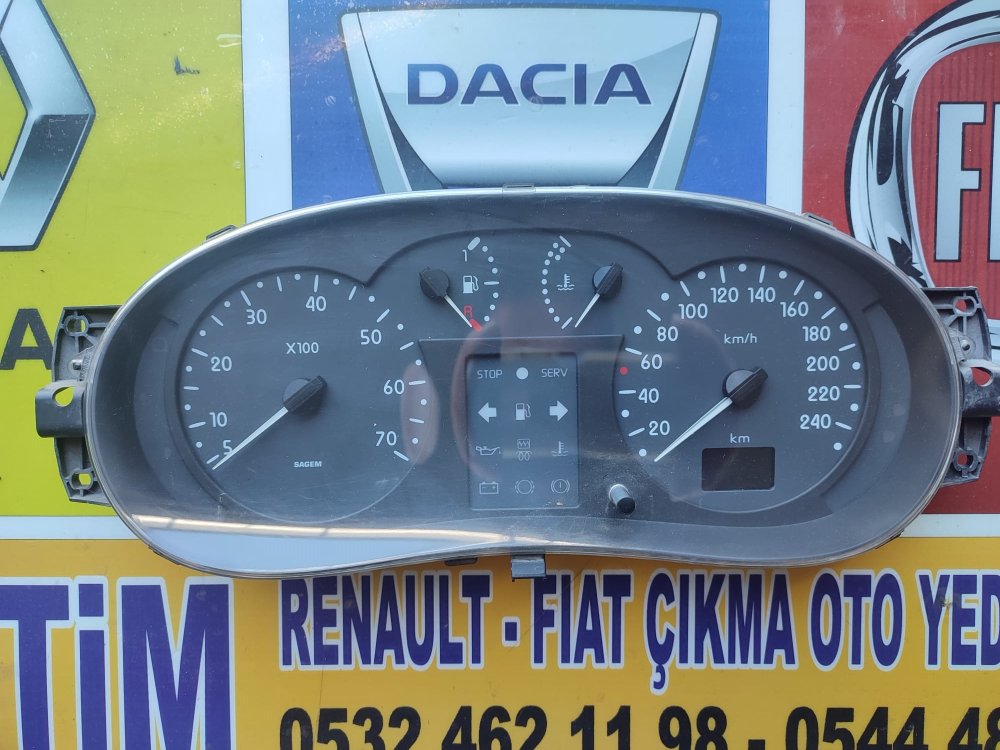 DACIA
FI
A
1
R
X100
5
10
20
30
40
50
60
70
SAGEM
STOP
SERV
km/h
20
40
60
80
100
120
140
160
180
200
220
240
km
TİM
RENAULT - FIAT ÇIKMA OTO YED
0532 462 11 98 - 0544 48